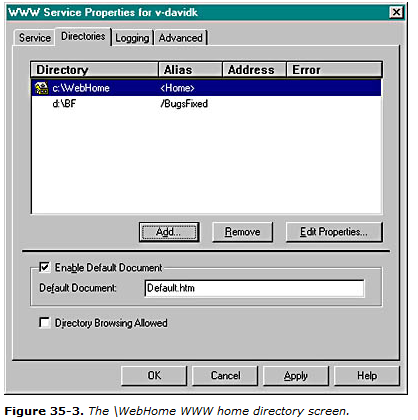 WWW Service Properties for v-davidk
Service Directories Logging Advanced
Directory Alias Address Error
c:\WebHome <Home>
d:\BF /BugsFixed
Add... Remove Edit Properties...
Enable Default Document
Default Document: Default.htm
Directory Browsing Allowed
OK Cancel Apply Help
Figure 35-3. The \WebHome WWW home directory screen.